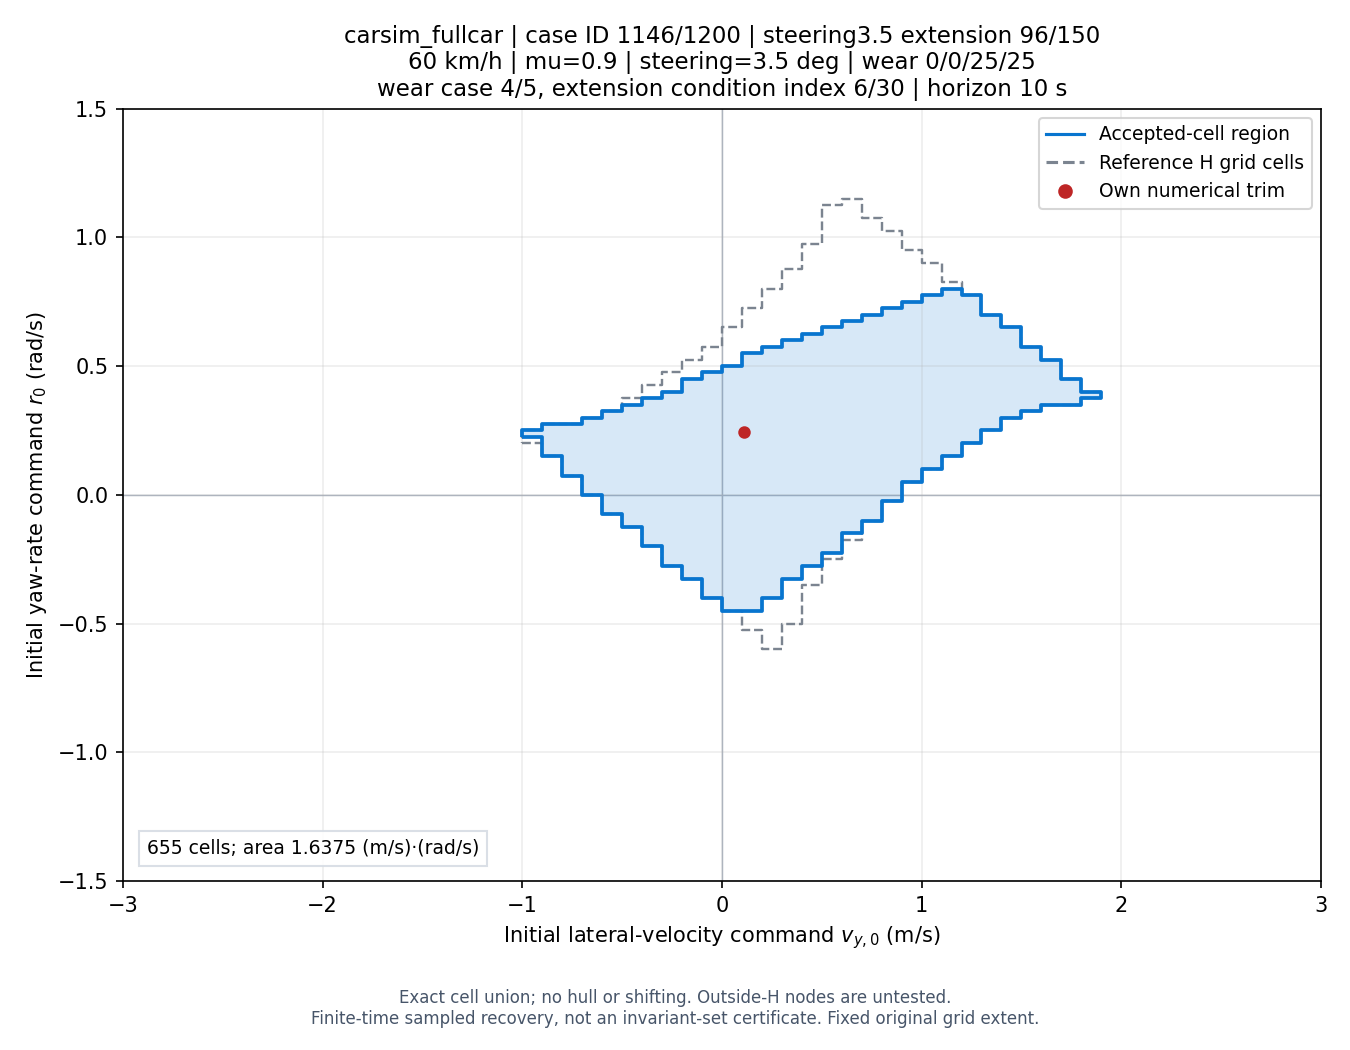 carsim_fullcar | case ID 1146/1200 | steering3.5 extension 96/150
60 km/h | mu=0.9 | steering=3.5 deg | wear 0/0/25/25
wear case 4/5, extension condition index 6/30 | horizon 10 s
Accepted-cell region
Reference H grid cells
Own numerical trim
1.5
1.0
0.5
0.0
−0.5
−1.0
−1.5
Initial yaw-rate command r₀ (rad/s)
655 cells; area 1.6375 (m/s)·(rad/s)
−3
−2
−1
0
1
2
3
Initial lateral-velocity command v_{y,0} (m/s)
Exact cell union; no hull or shifting. Outside-H nodes are untested.
Finite-time sampled recovery, not an invariant-set certificate. Fixed original grid extent.